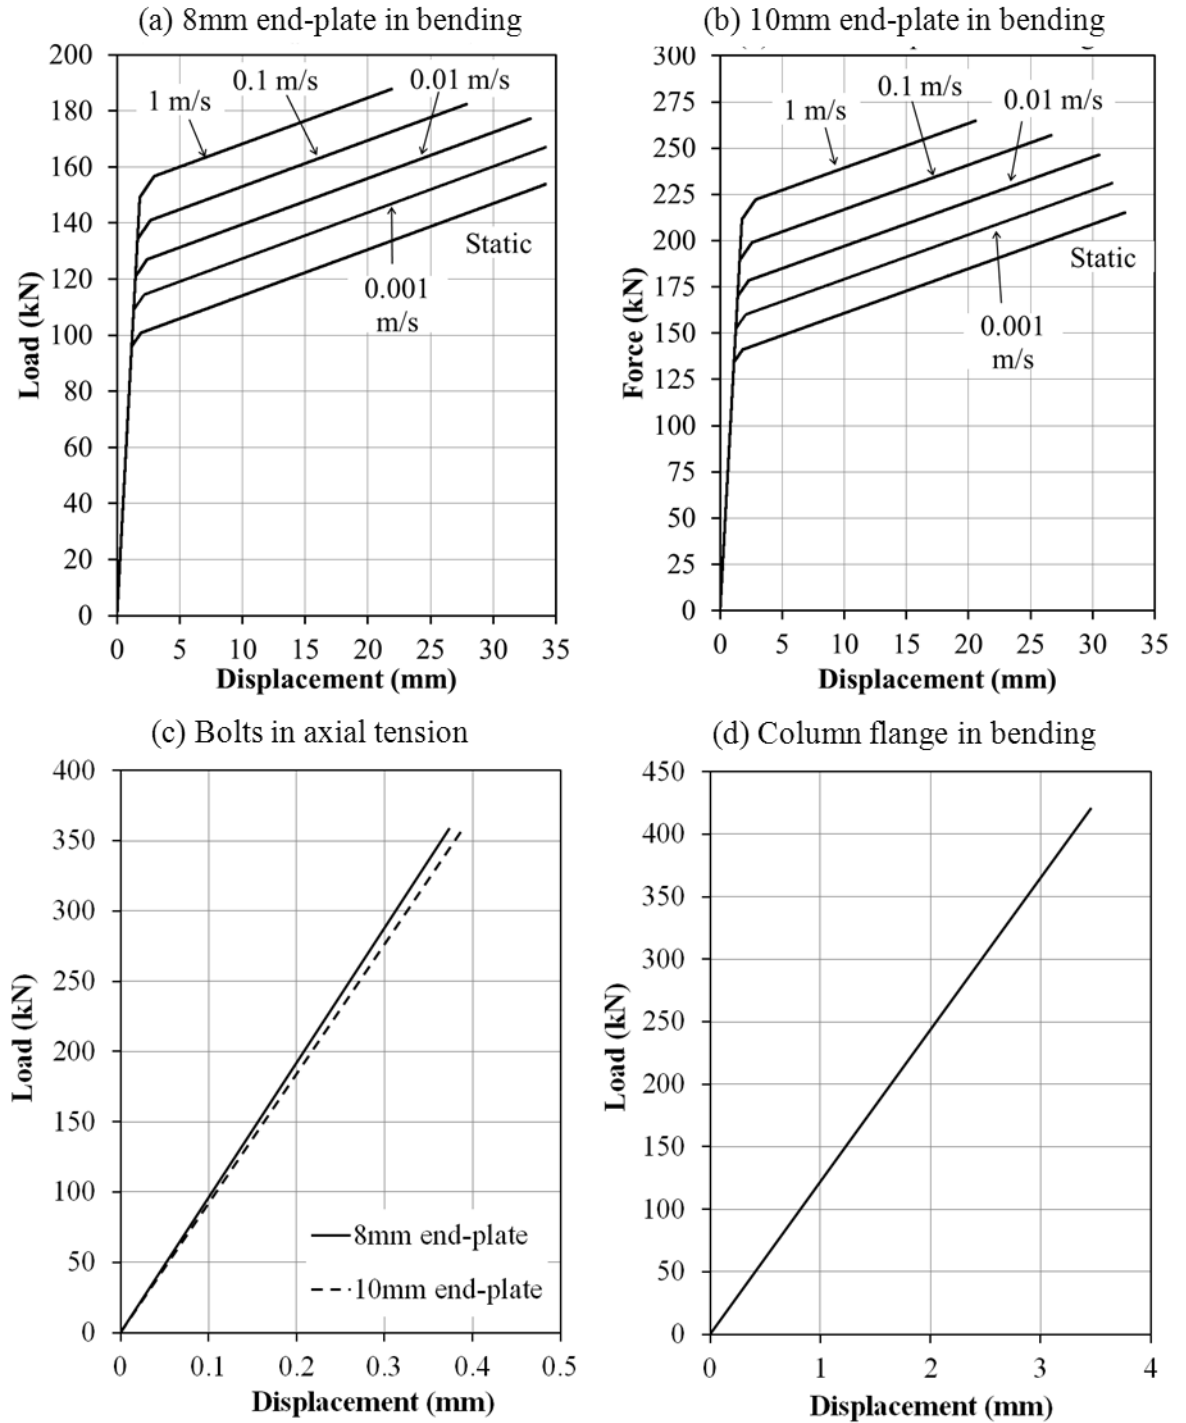 (a) 8mm end-plate in bending
200
180
160
140
120
100
80
60
40
20
0
Load (kN)
1 m/s
0.1 m/s
0.01 m/s
Static
0.001
m/s
0 5 10 15 20 25 30 35
Displacement (mm)
(b) 10mm end-plate in bending
300
275
250
225
200
175
150
125
100
75
50
25
0
Force (kN)
1 m/s
0.1 m/s
0.01 m/s
Static
0.001
m/s
0 5 10 15 20 25 30 35
Displacement (mm)
(c) Bolts in axial tension
400
350
300
250
200
150
100
50
0
Load (kN)
8mm end-plate
10mm end-plate
0 0.1 0.2 0.3 0.4 0.5
Displacement (mm)
(d) Column flange in bending
450
400
350
300
250
200
150
100
50
0
Load (kN)
0 1 2 3 4
Displacement (mm)